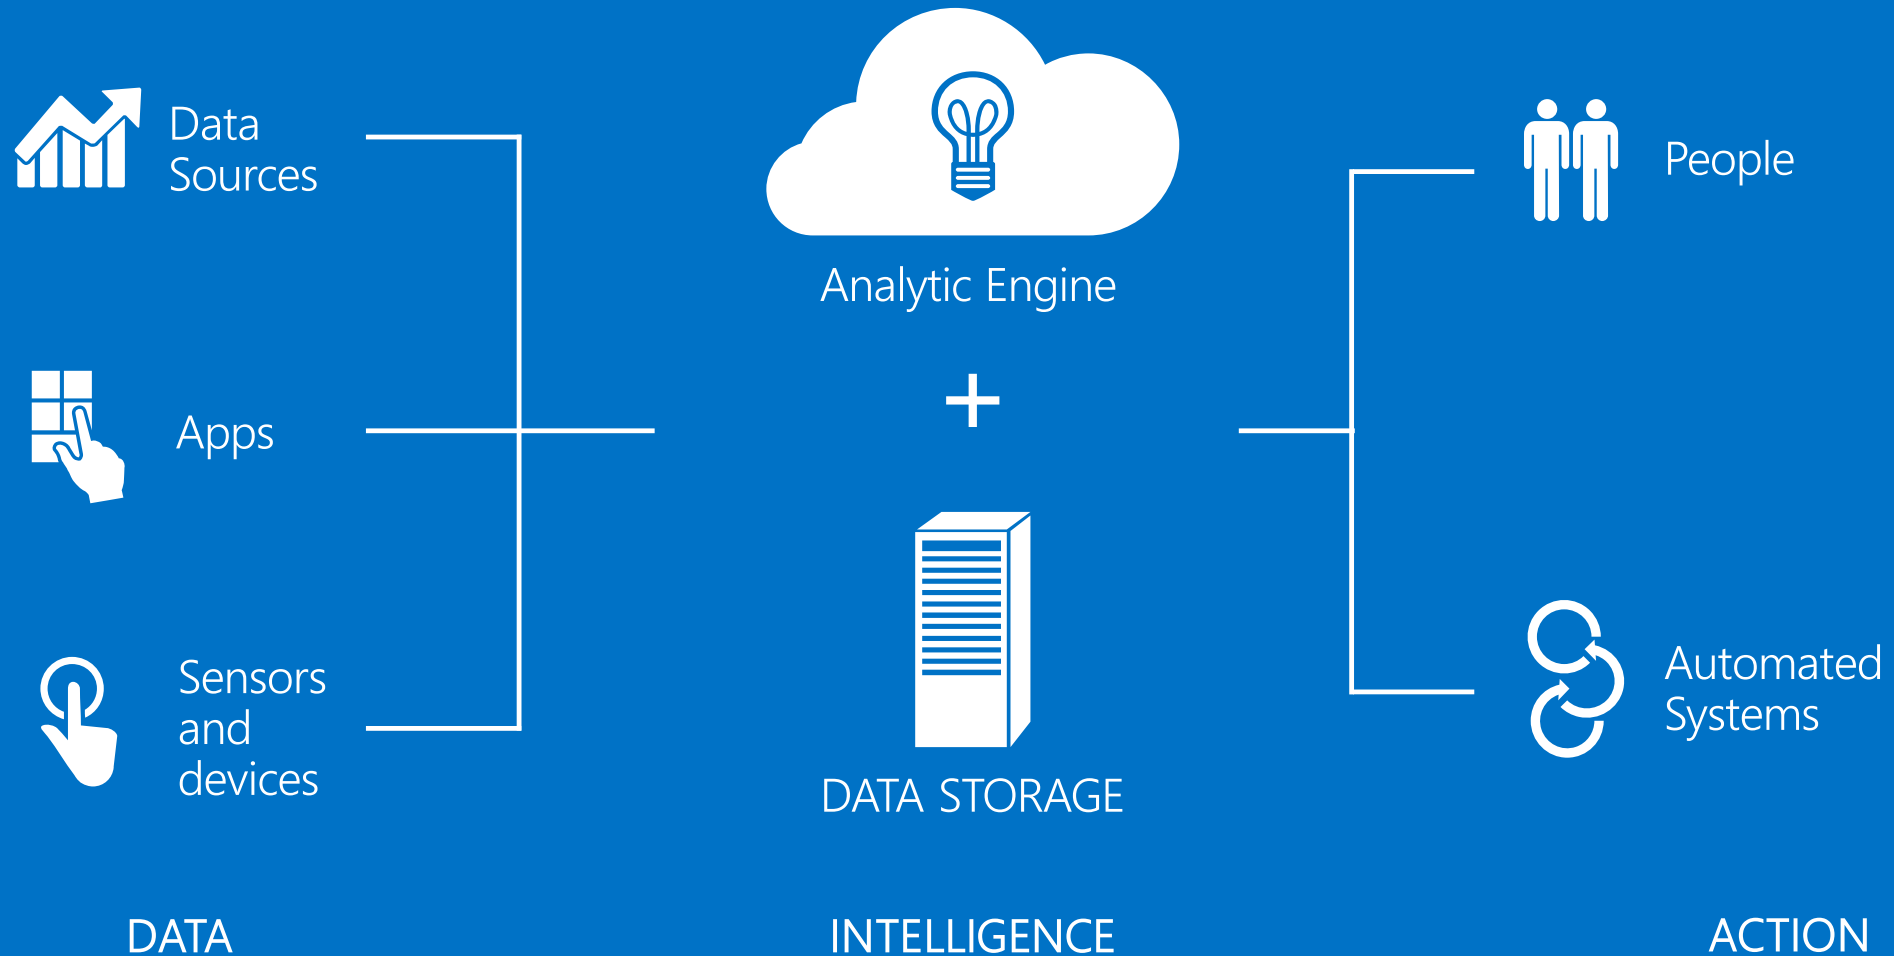 Data
Sources
Apps
Sensors
and
devices
Analytic Engine
+
DATA STORAGE
People
Automated
Systems
DATA
INTELLIGENCE
ACTION